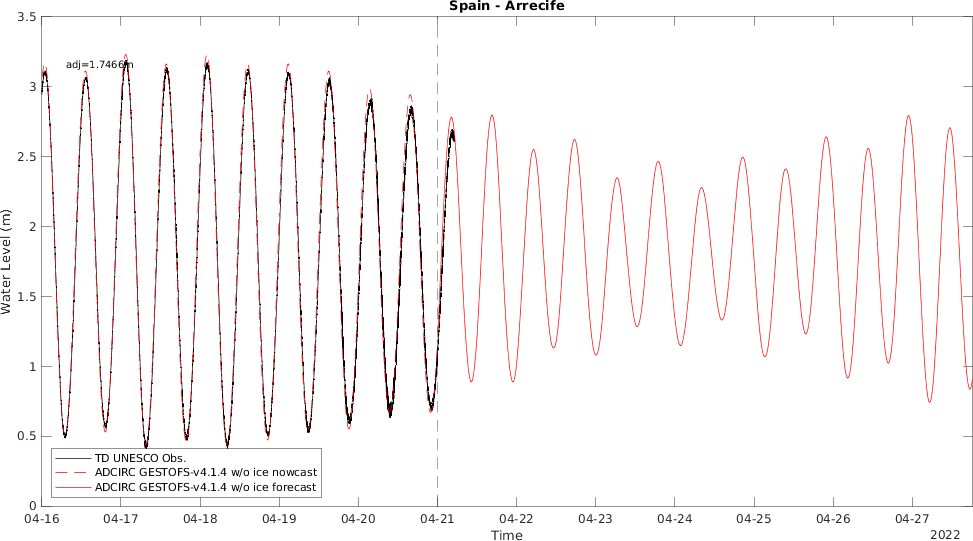 Spain - Arrecife
3.5
3
2.5
2
1.5
1
0.5
0
Water Level (m)
adj=1.7466m
TD UNESCO Obs.
ADCIRC GESTOFS-v4.1.4 w/o ice nowcast
ADCIRC GESTOFS-v4.1.4 w/o ice forecast
04-16 04-17 04-18 04-19 04-20 04-21 04-22 04-23 04-24 04-25 04-26 04-27
Time
2022